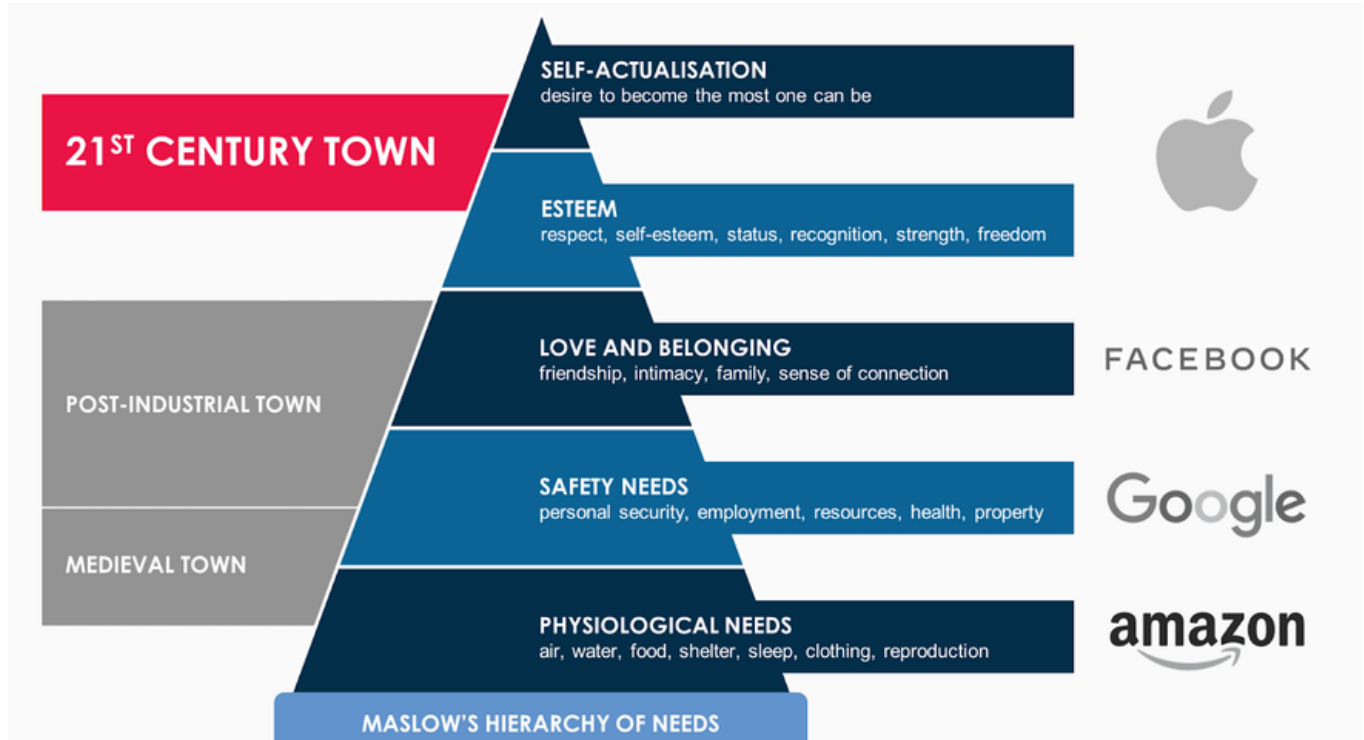 SELF-ACTUALISATION
desire to become the most one can be
21ST CENTURY TOWN
ESTEEM
respect, self-esteem, status, recognition, strength, freedom
LOVE AND BELONGING
friendship, intimacy, family, sense of connection
FACEBOOK
POST-INDUSTRIAL TOWN
SAFETY NEEDS
personal security, employment, resources, health, property
Google
MEDIEVAL TOWN
PHYSIOLOGICAL NEEDS
air, water, food, shelter, sleep, clothing, reproduction
amazon
MASLOW'S HIERARCHY OF NEEDS